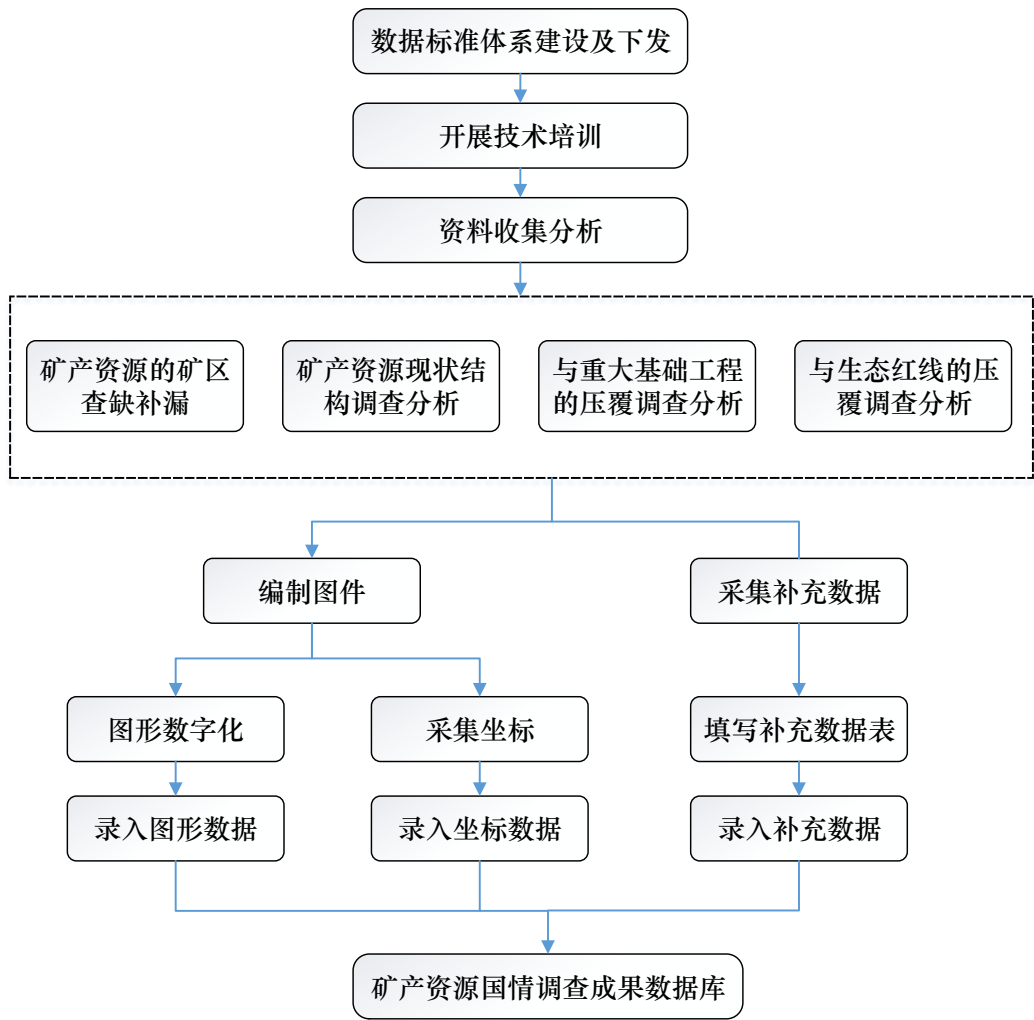 数据标准体系建设及下发
开展技术培训
资料收集分析
矿产资源的矿区
查缺补漏
矿产资源现状结
构调查分析
与重大基础工程
的压覆调查分析
与生态红线的压
覆调查分析
编制图件
采集补充数据
图形数字化
采集坐标
填写补充数据表
录入图形数据
录入坐标数据
录入补充数据
矿产资源国情调查成果数据库